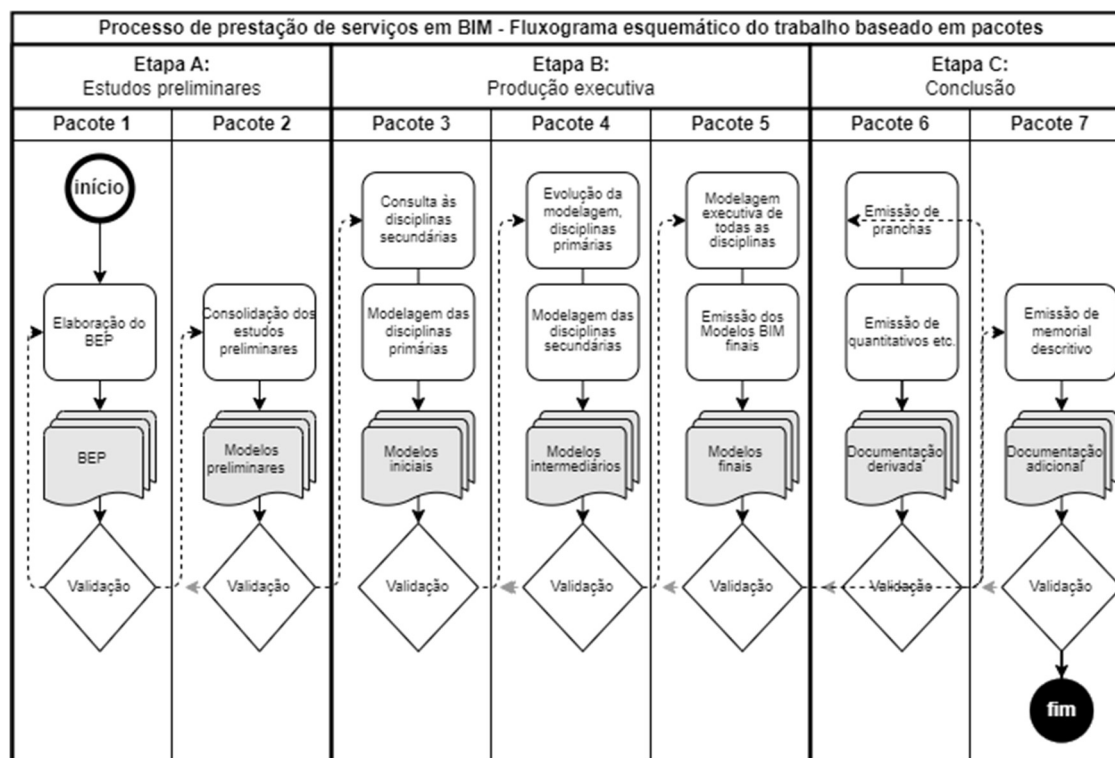 Processo de prestação de serviços em BIM - Fluxograma esquemático do trabalho baseado em pacotes
Etapa A:
Estudos preliminares
Etapa B:
Produção executiva
Etapa C:
Conclusão
Pacote 1
Pacote 2
Pacote 3
Pacote 4
Pacote 5
Pacote 6
Pacote 7
início
Consulta às
disciplinas
secundárias
Evolução da
modelagem,
disciplinas
primárias
Modelagem
executiva de
todas as
disciplinas
Emissão de
pranchas
Elaboração do
BEP
Consolidação dos
estudos
preliminares
Modelagem das
disciplinas
primárias
Modelagem das
disciplinas
secundárias
Emissão dos
Modelos BIM
finais
Emissão de
quantitativos etc.
Emissão de
memorial
descritivo
BEP
Modelos
preliminares
Modelos
iniciais
Modelos
intermediários
Modelos
finais
Documentação
derivada
Documentação
adicional
Validação
Validação
Validação
Validação
Validação
Validação
Validação
fim